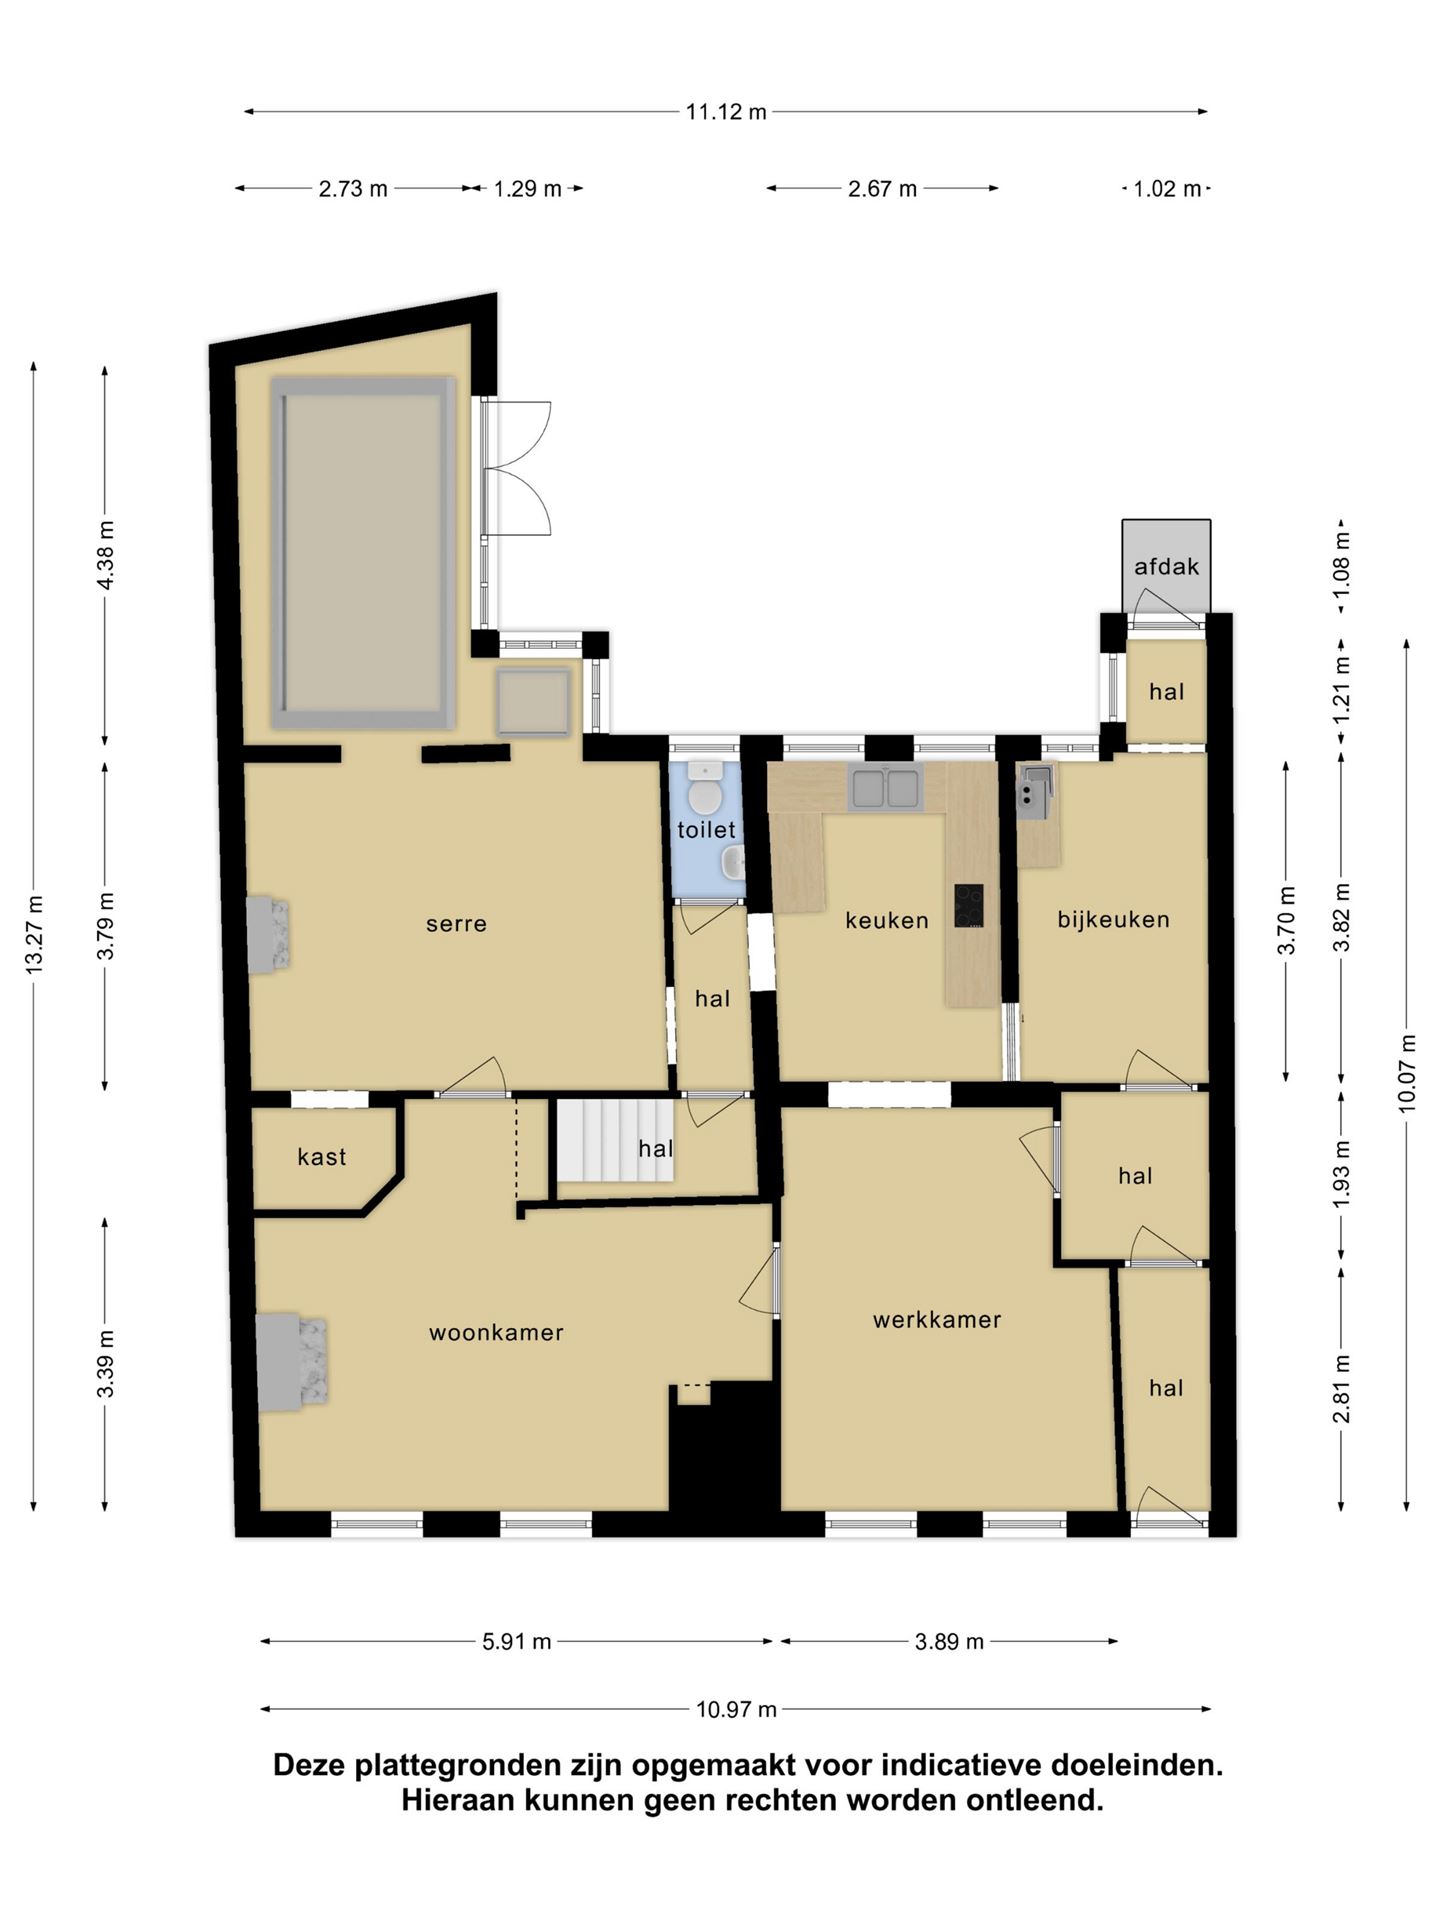 11.12 m
2.73 m
1.29 m
2.67 m
1.02 m
afdak
1.08 m
4.38 m
hal
1.21 m
toilet
serre
keuken
bijkeuken
3.79 m
3.70 m
3.82 m
13.27 m
hal
10.07 m
kast
hal
hal
1.93 m
woonkamer
werkkamer
3.39 m
hal
2.81 m
5.91 m
3.89 m
10.97 m
Deze plattegronden zijn opgemaakt voor indicatieve doeleinden.
Hieraan kunnen geen rechten worden ontleend.